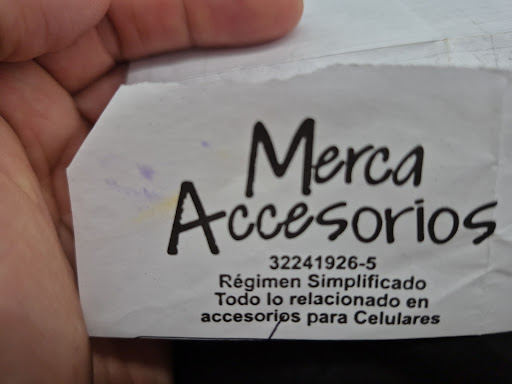 Merca
Accesorios
32241926-5
Régimen Simplificado
Todo lo relacionado en
accesorios para Celulares